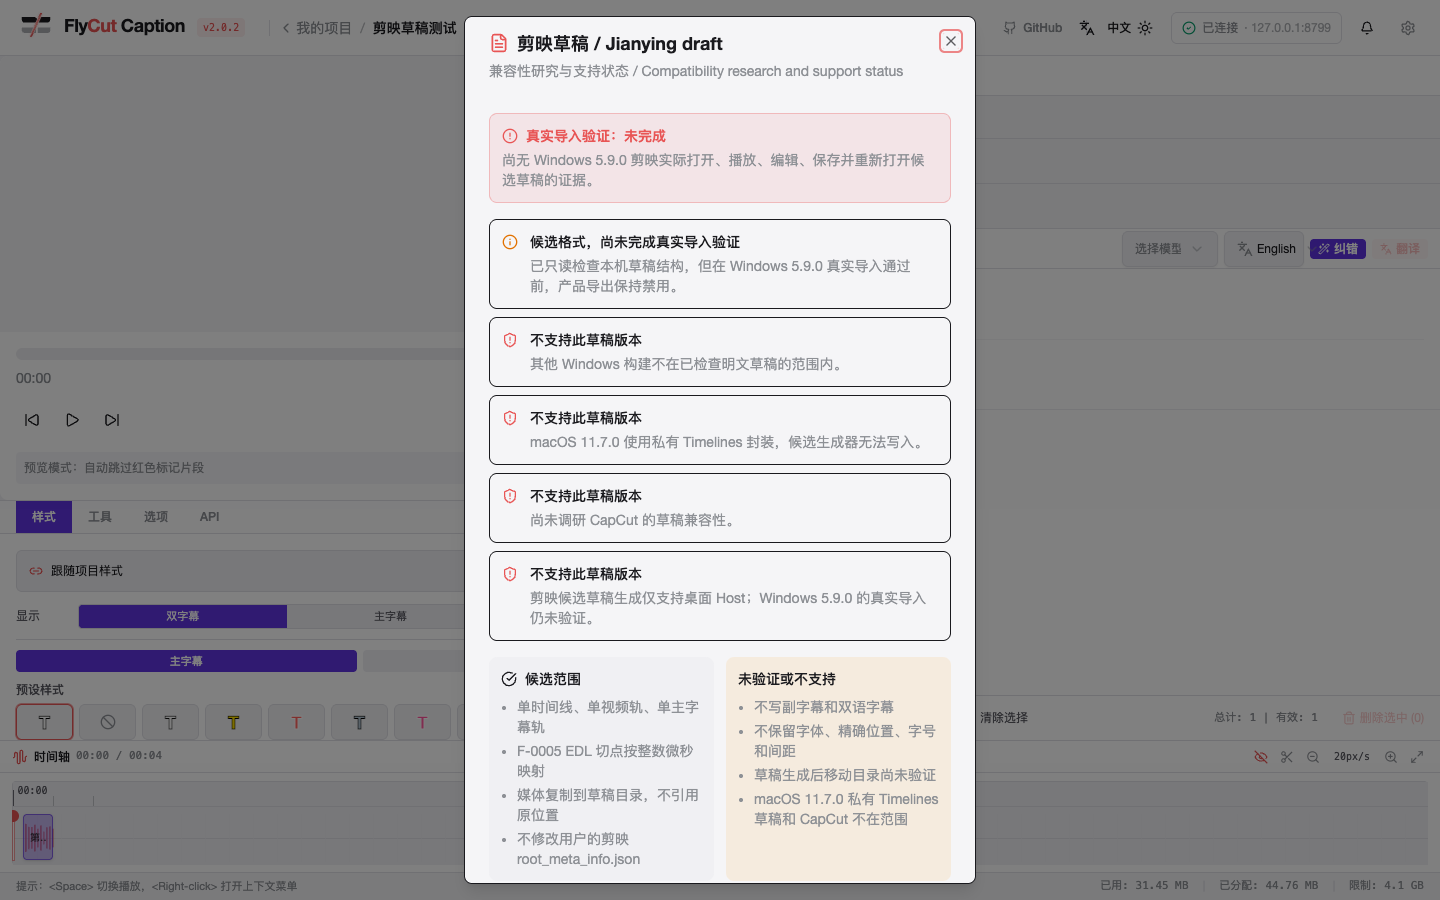 FlyCut Caption v2.0.2
我的项目 / 剪映草稿测试
GitHub
中文
已连接 · 127.0.0.1:8799
剪映草稿 / Jianying draft
兼容性研究与支持状态 / Compatibility research and support status
真实导入验证：未完成
尚无 Windows 5.9.0 剪映实际打开、播放、编辑、保存并重新打开候
选草稿的证据。
候选格式，尚未完成真实导入验证
已只读检查本机草稿结构，但在 Windows 5.9.0 真实导入通过
前，产品导出保持禁用。
不支持此草稿版本
其他 Windows 构建不在已检查明文草稿的范围内。
不支持此草稿版本
macOS 11.7.0 使用私有 Timelines 封装，候选生成器无法写入。
不支持此草稿版本
尚未调研 CapCut 的草稿兼容性。
不支持此草稿版本
剪映候选草稿生成仅支持桌面 Host；Windows 5.9.0 的真实导入
仍未验证。
候选范围
单时间线、单视频轨、单主字
幕轨
F-0005 EDL 切点按整数微秒
映射
媒体复制到草稿目录，不引用
原位置
不修改用户的剪映
root_meta_info.json
未验证或不支持
不写副字幕和双语字幕
不保留字体、精确位置、字号
和间距
草稿生成后移动目录尚未验证
macOS 11.7.0 私有 Timelines
草稿和 CapCut 不在范围
选择模型
English
纠错
翻译
00:00
预览模式：自动跳过红色标记片段
样式
工具
选项
API
跟随项目样式
显示
双字幕
主字幕
主字幕
预设样式
清除选择
总计: 1 | 有效: 1
删除选中 (0)
时间轴 00:00 / 00:04
20px/s
00:00
第...
提示：<Space> 切换播放，<Right-click> 打开上下文菜单
已用: 31.45 MB
已分配: 44.76 MB
限制: 4.1 GB